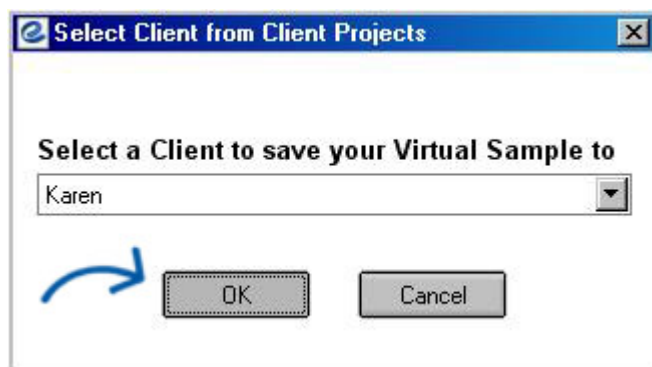 Select Client from Client Projects
Select a Client to save your Virtual Sample to
Karen
OK
Cancel